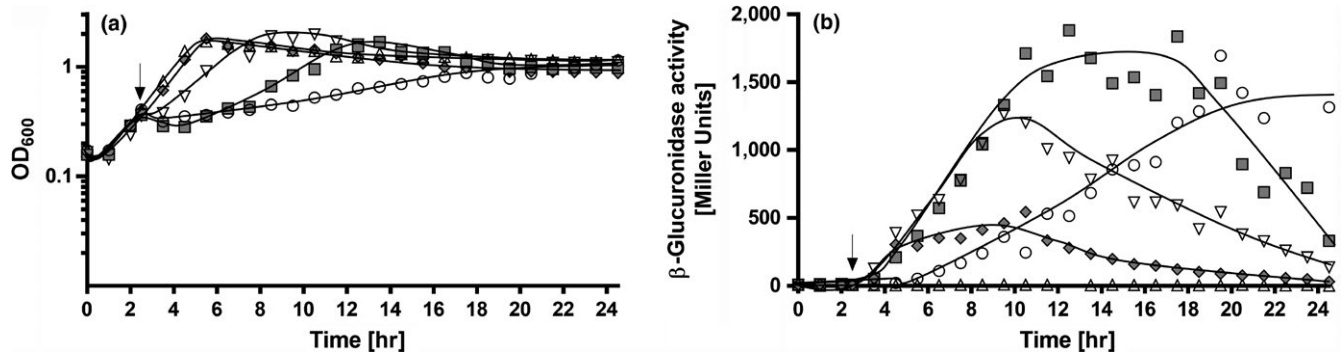 (a)
1
0.1
OD600
0 2 4 6 8 10 12 14 16 18 20 22 24
Time [hr]
(b)
2,000
1,500
1,000
500
0
β-Glucuronidase activity
[Miller Units]
0 2 4 6 8 10 12 14 16 18 20 22 24
Time [hr]